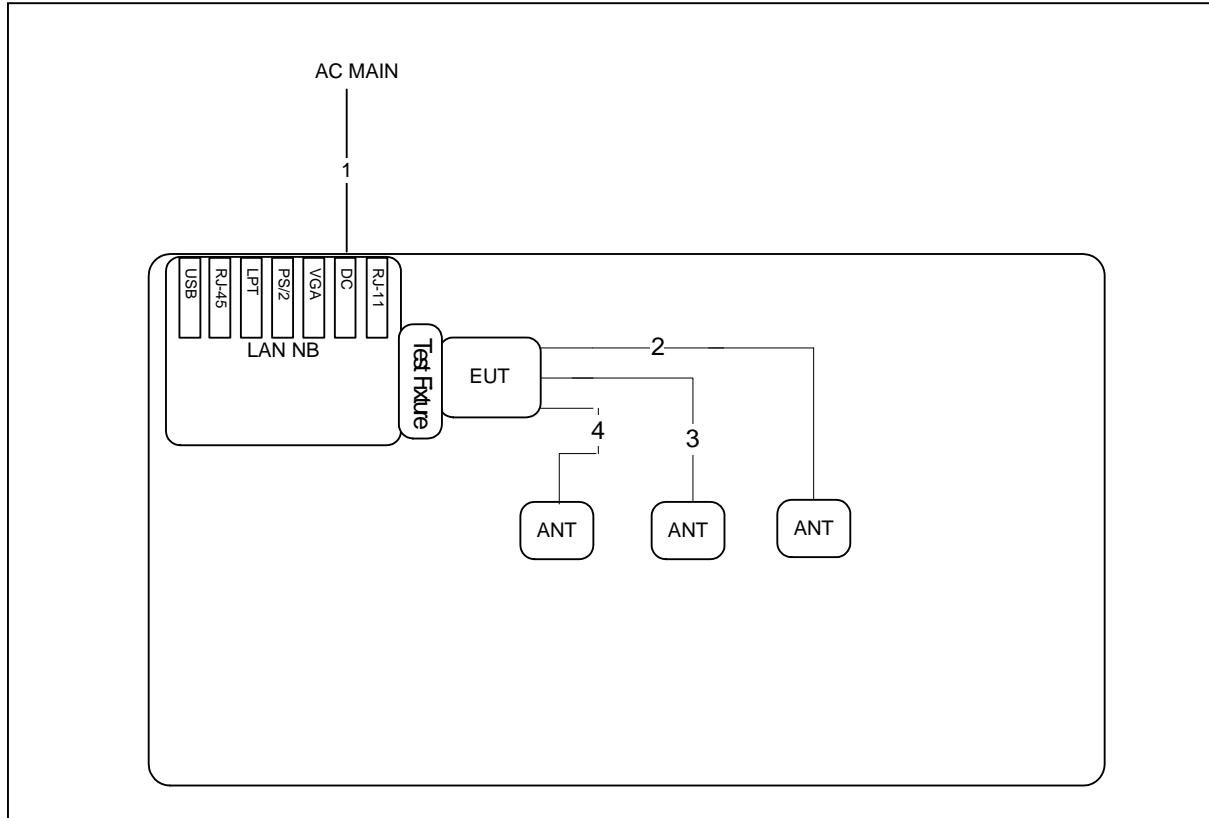 AC MAIN
1
USB
RJ-45
LPT
PS/2
VGA
DC
RJ-11
LAN NB
Test Fixture
EUT
2
3
4
ANT
ANT
ANT